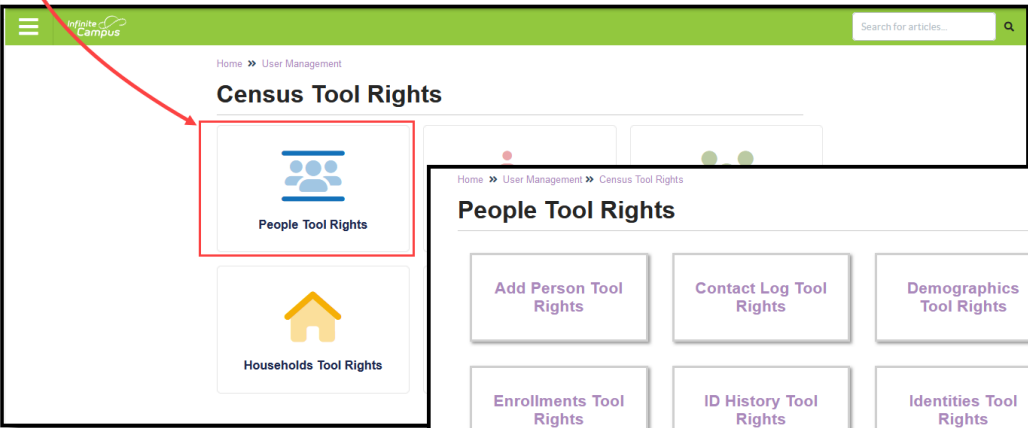 Infinite
Campus
Search for articles...
Home » User Management
Census Tool Rights
People Tool Rights
Households Tool Rights
Home » User Management » Census Tool Rights
People Tool Rights
Add Person Tool
Rights
Contact Log Tool
Rights
Demographics
Tool Rights
Enrollments Tool
Rights
ID History Tool
Rights
Identities Tool
Rights